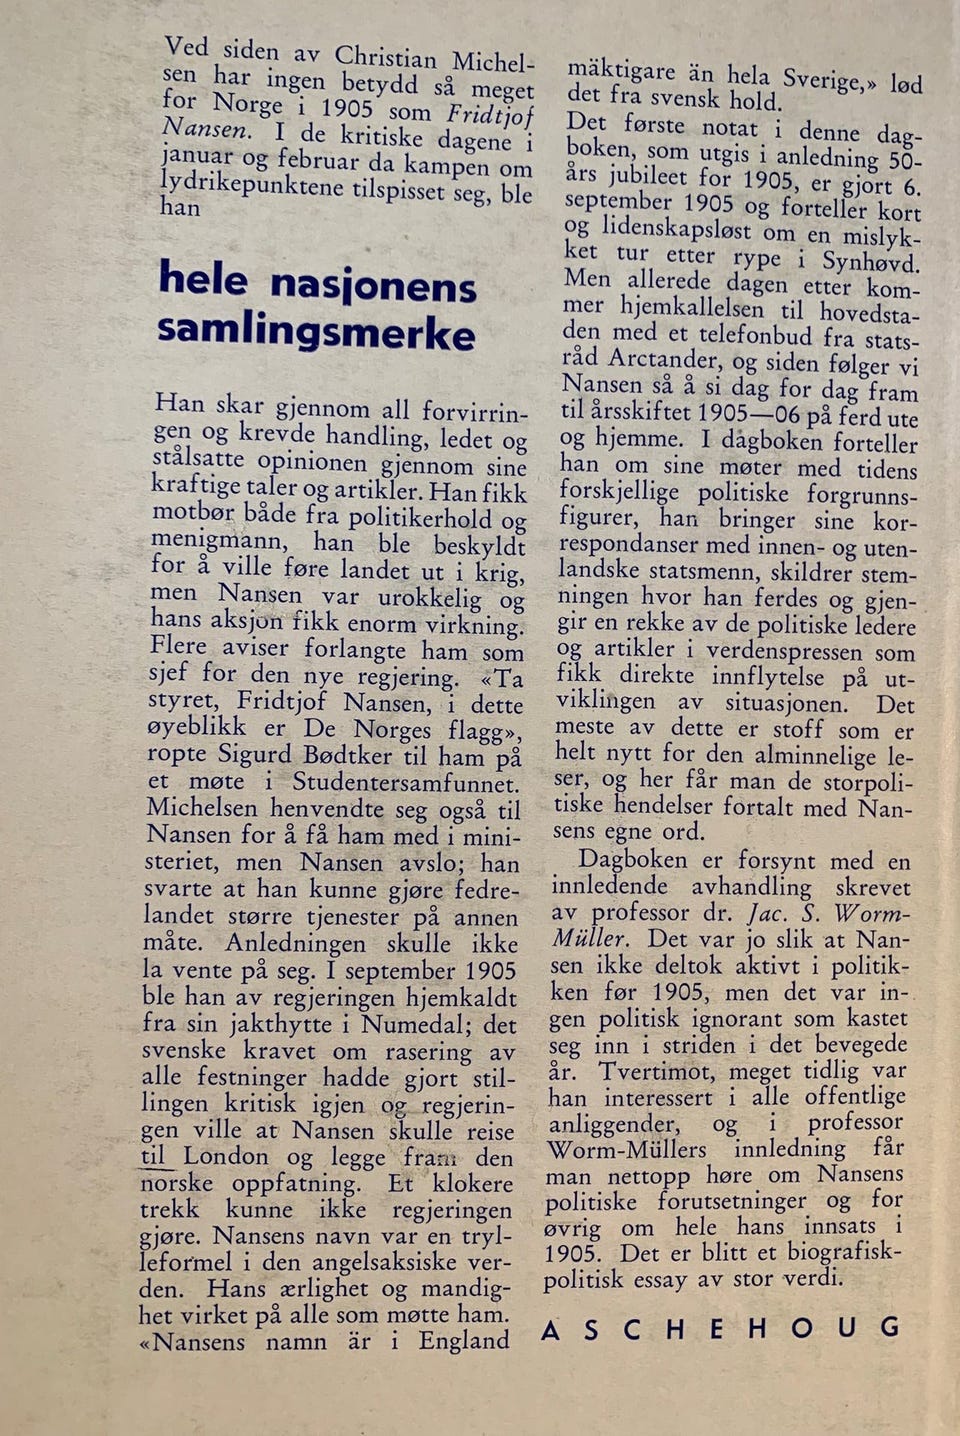 Ved siden av Christian Michel-
sen har ingen betydd så meget
for Norge i 1905 som Fridtjof
Nansen. I de kritiske dagene i
januar og februar da kampen om
lydrikepunktene tilspisset seg, ble
han
hele nasjonens
samlingsmerke
Han skar gjennom all forvirrin-
gen og krevde handling, ledet og
stålsatte opinionen gjennom sine
kraftige taler og artikler. Han fikk
motbør både fra politikerhold og
menigmann, han ble beskyldt
for å ville føre landet ut i krig,
men Nansen var urokkelig og
hans aksjon fikk enorm virkning.
Flere aviser forlangte ham som
sjef for den nye regjering. «Ta
styret, Fridtjof Nansen, i dette
øyeblikk er De Norges flagg»,
ropte Sigurd Bødtker til ham på
et møte i Studentersamfunnet.
Michelsen henvendte seg også til
Nansen for å få ham med i mini-
steriet, men Nansen avslo; han
svarte at han kunne gjøre fedre-
landet større tjenester på annen
måte. Anledningen skulle ikke
la vente på seg. I september 1905
ble han av regjeringen hjemkaldt
fra sin jakthytte i Numedal; det
svenske kravet om rasering av
alle festninger hadde gjort stil-
lingen kritisk igjen og regjerin-
gen ville at Nansen skulle reise
til London og legge fram den
norske oppfatning. Et klokere
trekk kunne ikke regjeringen
gjøre. Nansens navn var en tryl-
leformel i den angelsaksiske ver-
den. Hans ærlighet og mandig-
het virket på alle som møtte ham.
«Nansens namn är i England
mäktigare än hela Sverige,» lød
det fra svensk hold.
Det første notat i denne dag-
boken, som utgis i anledning 50-
års jubileet for 1905, er gjort 6.
september 1905 og forteller kort
og lidenskapsløst om en mislyk-
ket tur etter rype i Synhøvd.
Men allerede dagen etter kom-
mer hjemkallelsen til hovedsta-
den med et telefonbud fra stats-
råd Arctander, og siden følger vi
Nansen så å si dag for dag fram
til årsskiftet 1905—06 på ferd ute
og hjemme. I dagboken forteller
han om sine møter med tidens
forskjellige politiske forgrunns-
figurer, han bringer sine kor-
respondanser med innen- og uten-
landske statsmenn, skildrer stem-
ningen hvor han ferdes og gjen-
gir en rekke av de politiske ledere
og artikler i verdenspressen som
fikk direkte innflytelse på ut-
viklingen av situasjonen. Det
meste av dette er stoff som er
helt nytt for den alminnelige le-
ser, og her får man de storpoli-
tiske hendelser fortalt med Nan-
sens egne ord.
Dagboken er forsynt med en
innledende avhandling skrevet
av professor dr. Jac. S. Worm-
Müller. Det var jo slik at Nan-
sen ikke deltok aktivt i politik-
ken før 1905, men det var in-
gen politisk ignorant som kastet
seg inn i striden i det bevegede
år. Tvertimot, meget tidlig var
han interessert i alle offentlige
anliggender, og i professor
Worm-Müllers innledning får
man nettopp høre om Nansens
politiske forutsetninger og for
øvrig om hele hans innsats i
1905. Det er blitt et biografisk-
politisk essay av stor verdi.
ASCHEHOUG